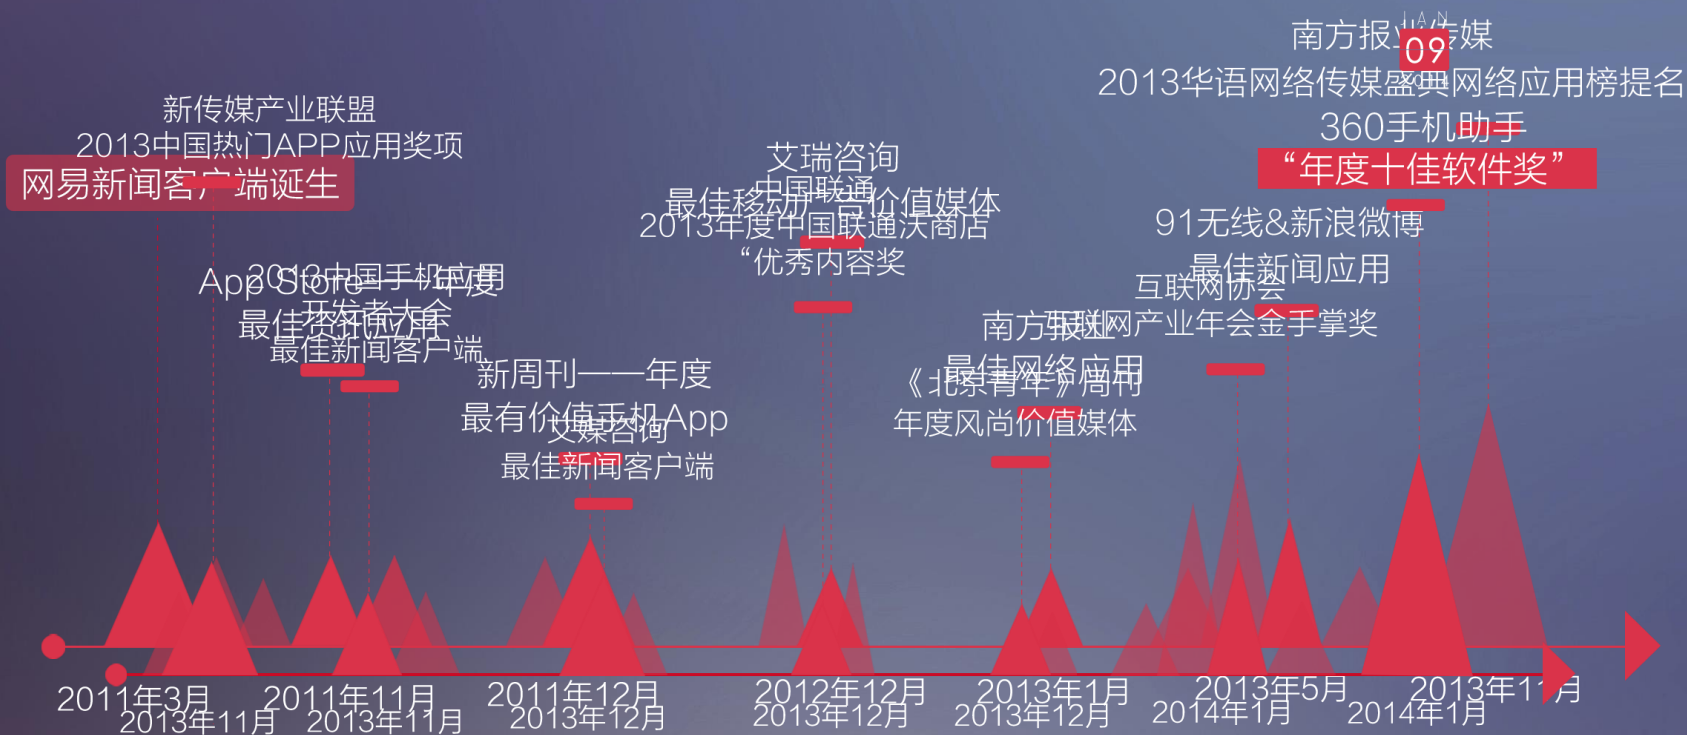 新传媒产业联盟
2013中国热门APP应用奖项
网易新闻客户端诞生
App Store——年度
最佳资讯应用
2013中国手机应用
开发者大会
最佳新闻客户端
新周刊——年度
最有价值手机App
艾媒咨询
最佳新闻客户端
艾瑞咨询
最佳移动广告价值媒体
中国联通
2013年度中国联通沃商店
“优秀内容奖
南方报业
最佳网络应用
《北京青年》周刊
年度风尚价值媒体
互联网协会
互联网产业年会金手掌奖
91无线&新浪微博
最佳新闻应用
JAN
09
南方报业传媒
2013华语网络传媒盛典网络应用榜提名
360手机助手
“年度十佳软件奖”
2011年3月
2011年11月
2011年12月
2012年12月
2013年1月
2013年5月
2013年11月
2013年11月
2013年11月
2013年12月
2013年12月
2013年12月
2014年1月
2014年1月